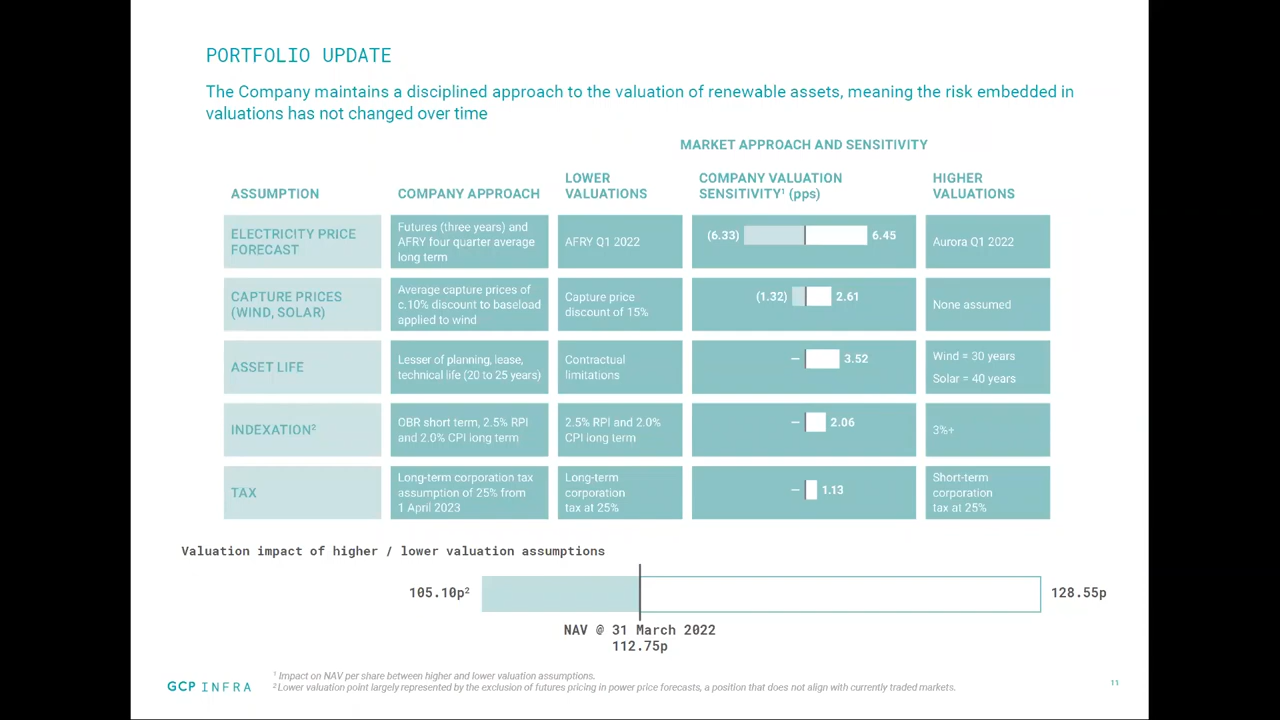 PORTFOLIO UPDATE
The Company maintains a disciplined approach to the valuation of renewable assets, meaning the risk embedded in
valuations has not changed over time
MARKET APPROACH AND SENSITIVITY
ASSUMPTION
COMPANY APPROACH
LOWER
VALUATIONS
COMPANY VALUATION
SENSITIVITY¹ (pps)
HIGHER
VALUATIONS
ELECTRICITY PRICE
FORECAST
Futures (three years) and
AFRY four quarter average
long term
AFRY Q1 2022
(6.33)
6.45
Aurora Q1 2022
CAPTURE PRICES
(WIND, SOLAR)
Average capture prices of
c.10% discount to baseload
applied to wind
Capture price
discount of 15%
(1.32)
2.61
None assumed
ASSET LIFE
Lesser of planning, lease,
technical life (20 to 25 years)
Contractual
limitations
–
3.52
Wind = 30 years
Solar = 40 years
INDEXATION²
OBR short term, 2.5% RPI
and 2.0% CPI long term
2.5% RPI and 2.0%
CPI long term
–
2.06
3%+
TAX
Long-term corporation tax
assumption of 25% from
1 April 2023
Long-term
corporation
tax at 25%
–
1.13
Short-term
corporation
tax at 25%
Valuation impact of higher / lower valuation assumptions
105.10p²
128.55p
NAV @ 31 March 2022
112.75p
GCP INFRA
¹ Impact on NAV per share between higher and lower valuation assumptions.
² Lower valuation point largely represented by the exclusion of futures pricing in power price forecasts, a position that does not align with currently traded markets.
11